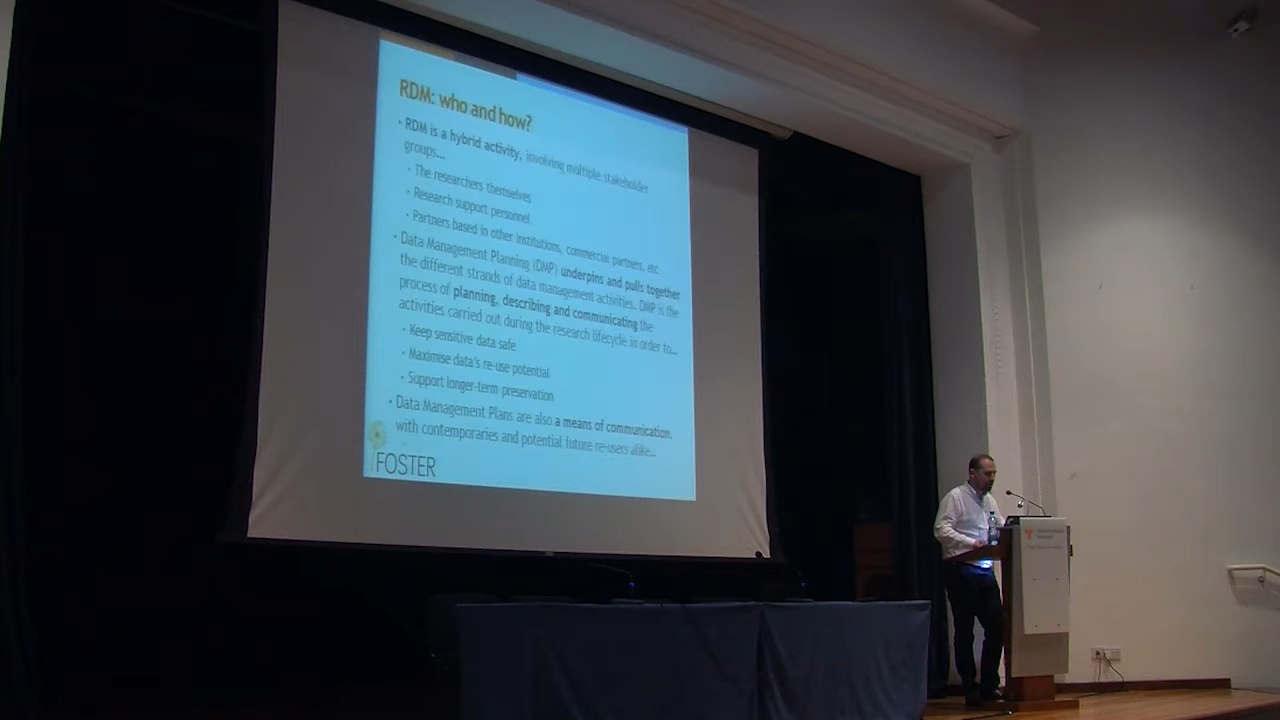 RDM: who and how?
• RDM is a hybrid activity, involving multiple stakeholder
groups...
• The researchers themselves
• Research support personnel
• Partners based in other institutions, commercial partners, etc
• Data Management Planning (DMP) underpins and pulls together
the different strands of data management activities. DMP is the
process of planning, describing and communicating the
activities carried out during the research lifecycle in order to...
• Keep sensitive data safe
• Maximise data's re-use potential
• Support longer-term preservation
• Data Management Plans are also a means of communication,
with contemporaries and potential future re-users alike...
FOSTER